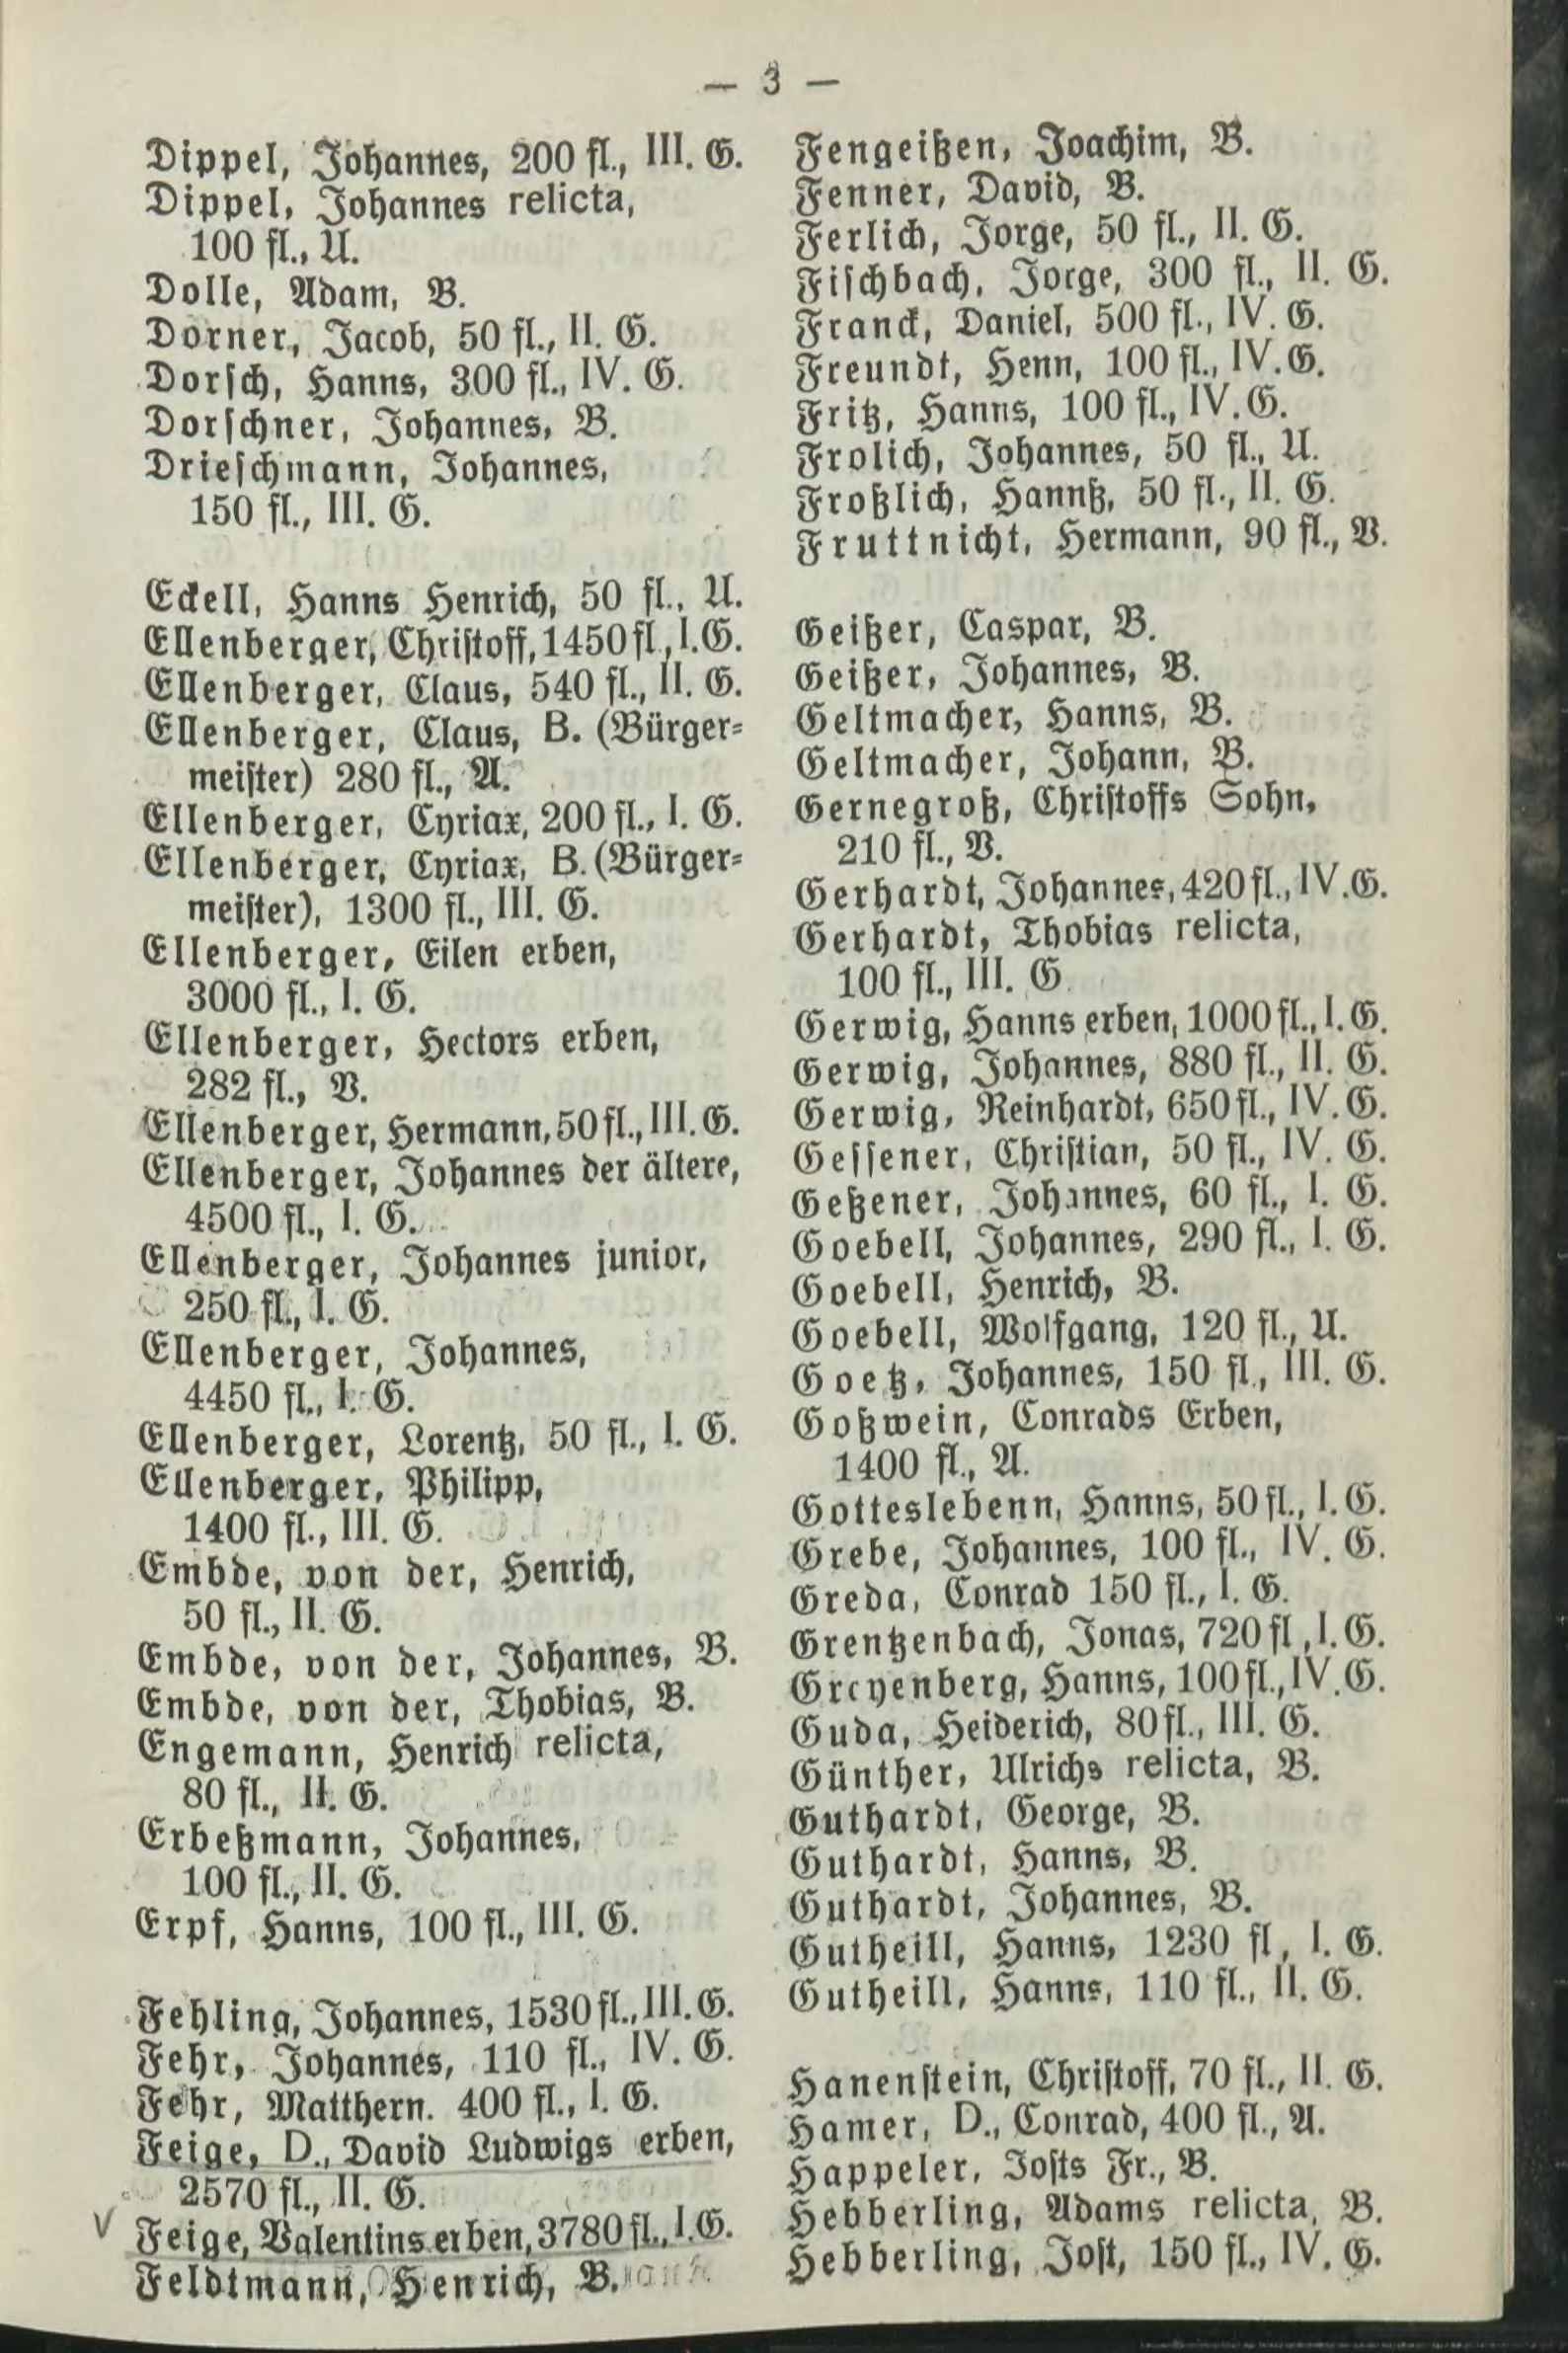 — 3 —
Dippel, Johannes, 200 fl., III. G.
Dippel, Johannes relicta,
100 fl., U.
Dolle, Adam, B.
Dorner, Jacob, 50 fl., II. G.
Dorsch, Hanns, 300 fl., IV. G.
Dorschner, Johannes, B.
Drieschmann, Johannes,
150 fl., III. G.
Eckell, Hanns Henrich, 50 fl., U.
Ellenberger, Christoff, 1450 fl., I. G.
Ellenberger, Claus, 540 fl., II. G.
Ellenberger, Claus, B. (Bürger-
meister) 280 fl., A.
Ellenberger, Cyriax, 200 fl., I. G.
Ellenberger, Cyriax, B. (Bürger-
meister), 1300 fl., III. G.
Ellenberger, Eilen erben,
3000 fl., I. G.
Ellenberger, Hectors erben,
282 fl., V.
Ellenberger, Hermann, 50 fl., III. G.
Ellenberger, Johannes der ältere,
4500 fl., I. G.
Ellenberger, Johannes junior,
250 fl., I. G.
Ellenberger, Johannes,
4450 fl., I. G.
Ellenberger, Lorentz, 50 fl., I. G.
Ellenberger, Philipp,
1400 fl., III. G.
Embde, von der, Henrich,
50 fl., II. G.
Embde, von der, Johannes, B.
Embde, von der, Thobias, B.
Engemann, Henrich relicta,
80 fl., II. G.
Erbeßmann, Johannes,
100 fl., II. G.
Erpf, Hanns, 100 fl., III. G.
Fehling, Johannes, 1530 fl., III. G.
Fehr, Johannes, 110 fl., IV. G.
Fehr, Matthern. 400 fl., I. G.
Feige, D., David Ludwigs erben,
2570 fl., II. G.
V Feige, Valentins erben, 3780 fl., I. G.
Feldtmann, Henrich, B.
Fengeißen, Joachim, B.
Fenner, David, B.
Ferlich, Jorge, 50 fl., II. G.
Fischbach, Jorge, 300 fl., II. G.
Franck, Daniel, 500 fl., IV. G.
Freundt, Henn, 100 fl., IV. G.
Fritz, Hanns, 100 fl., IV. G.
Frolich, Johannes, 50 fl., U.
Froßlich, Hannß, 50 fl., II. G.
Fruttnicht, Hermann, 90 fl., V.
Geißer, Caspar, B.
Geißer, Johannes, B.
Geltmacher, Hanns, B.
Geltmacher, Johann, B.
Gernegroß, Christoffs Sohn,
210 fl., V.
Gerhardt, Johannes, 420 fl., IV. G.
Gerhardt, Thobias relicta,
100 fl., III. G
Gerwig, Hanns erben, 1000 fl., I. G.
Gerwig, Johannes, 880 fl., II. G.
Gerwig, Reinhardt, 650 fl., IV. G.
Gessener, Christian, 50 fl., IV. G.
Geßener, Johannes, 60 fl., I. G.
Goebell, Johannes, 290 fl., I. G.
Goebell, Henrich, B.
Goebell, Wolfgang, 120 fl., U.
Goetz, Johannes, 150 fl., III. G.
Goßwein, Conrads Erben,
1400 fl., A.
Gotteslebenn, Hanns, 50 fl., I. G.
Grebe, Johannes, 100 fl., IV. G.
Greda, Conrad 150 fl., I. G.
Grentzenbach, Jonas, 720 fl, I. G.
Greyenberg, Hanns, 100 fl., IV. G.
Guda, Heiderich, 80 fl., III. G.
Günther, Ulrichs relicta, B.
Guthardt, George, B.
Guthardt, Hanns, B.
Guthardt, Johannes, B.
Gutheill, Hanns, 1230 fl, I. G.
Gutheill, Hanns, 110 fl., II. G.
Hanenstein, Christoff, 70 fl., II. G.
Hamer, D., Conrad, 400 fl., A.
Happeler, Josts Fr., B.
Hebberling, Adams relicta, B.
Hebberling, Jost, 150 fl., IV. G.